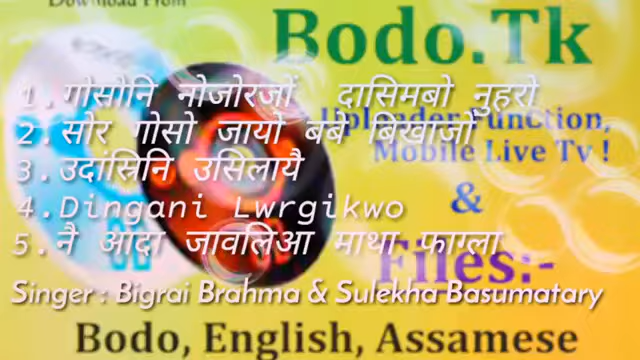 Download From
Bodo.Tk
1.गोसोनि नोजोरजों दासिमबो नुहरो
Uploader Function,
2.सोर गोसो जायो बबे बिखाजों
Mobile Live Tv !
3.उदांस्रिनि उसिलायै
4.Dingani Lwrgikwo
&
5.नै आदा जावलिआ माथा फाग्ला
Files:-
Singer : Bigrai Brahma & Sulekha Basumatary
Bodo, English, Assamese